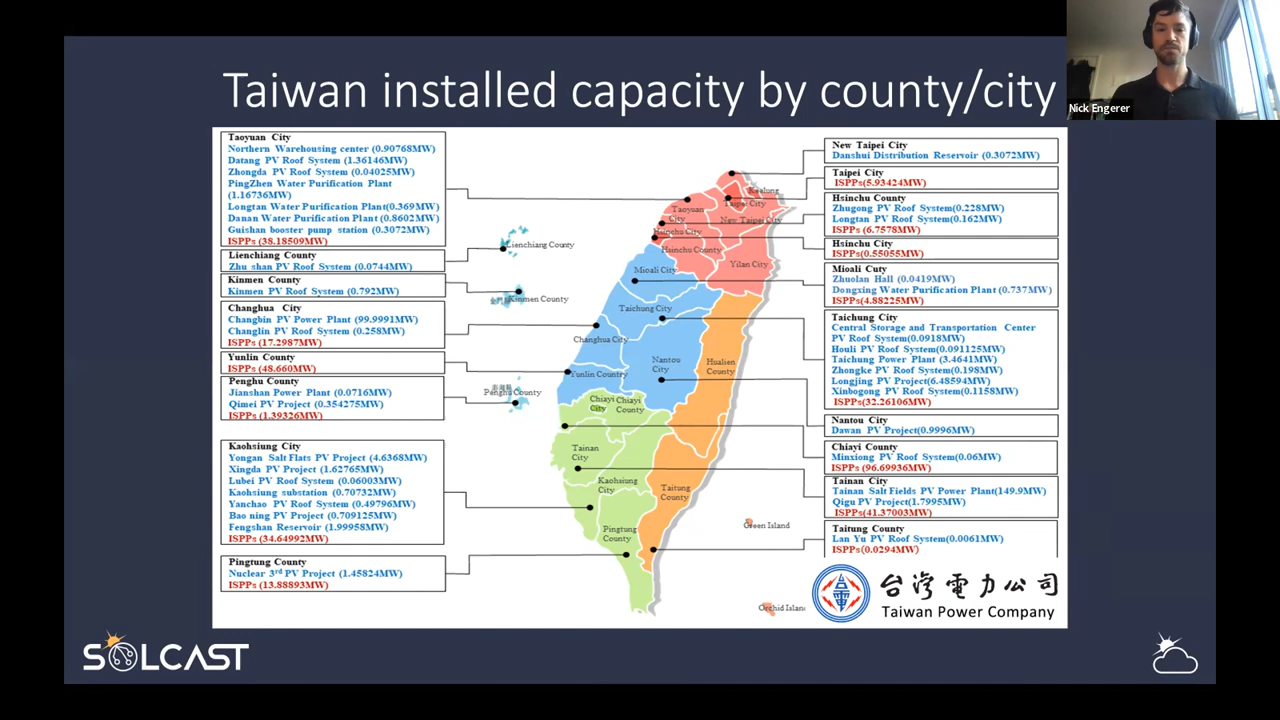 Taiwan installed capacity by county/city
Nick Engerer
Taoyuan City
Northern Warehousing center (0.90768MW)
Datang PV Roof System (1.36146MW)
Zhongda PV Roof System (0.04025MW)
PingZhen Water Purification Plant
(1.16736MW)
Longtan Water Purification Plant(0.369MW)
Danan Water Purification Plant (0.8602MW)
Guishan booster pump station (0.3072MW)
ISPPs (38.18509MW)
Lienchiang County
Zhu shan PV Roof System (0.0744MW)
Kinmen County
Kinmen PV Roof System (0.792MW)
Changhua City
Changbin PV Power Plant (99.9991MW)
Changlin PV Roof System (0.258MW)
ISPPs (17.2987MW)
Yunlin County
ISPPs (48.660MW)
Penghu County
Jianshan Power Plant (0.0716MW)
Qimei PV Project (0.354275MW)
ISPPs (1.39326MW)
Kaohsiung City
Yongan Salt Flats PV Project (4.6368MW)
Xingda PV Project (1.62765MW)
Lubei PV Roof System (0.06003MW)
Kaohsiung substation (0.70732MW)
Yanchao PV Roof System (0.49796MW)
Bao ning PV Project (0.709125MW)
Fengshan Reservoir (1.99958MW)
ISPPs (34.64992MW)
Pingtung County
Nuclear 3rd PV Project (1.45824MW)
ISPPs (13.88893MW)
Keelung
Taipei City
Taoyuan
City
New Taipei City
Hsinchu City
Hsinchu County
Yilan City
Lienchiang County
Mioali City
Kinmen County
Taichung City
Changhua City
Nantou
City
Hualien
County
Yunlin County
澎湖縣
Penghu County
Chiayi
City
Chiayi
County
Tainan
City
Kaohsiung
City
Taitung
County
Pingtung
County
Green Island
Orchid Islan
New Taipei City
Danshui Distribution Reservoir (0.3072MW)
Taipei City
ISPPs(5.93424MW)
Hsinchu County
Zhugong PV Roof System(0.228MW)
Longtan PV Roof System(0.162MW)
ISPPs (6.7578MW)
Hsinchu City
ISPPs(0.55055MW)
Mioali Cuty
Zhuolan Hall (0.0419MW)
Dongxing Water Purification Plant (0.737MW)
ISPPs(4.88225MW)
Taichung City
Central Storage and Transportation Center
PV Roof System(0.0918MW)
Houli PV Roof System(0.091125MW)
Taichung Power Plant (3.4641MW)
Zhongke PV Roof System(0.198MW)
Longjing PV Project(6.48594MW)
Xinbogong PV Roof System(0.1158MW)
ISPPs(32.26106MW)
Nantou City
Dawan PV Project(0.9996MW)
Chiayi County
Minxiong PV Roof System(0.06MW)
ISPPs (96.69936MW)
Tainan City
Tainan Salt Fields PV Power Plant(149.9MW)
Qigu PV Project(1.7995MW)
ISPPs(41.37003MW)
Taitung County
Lan Yu PV Roof System(0.0061MW)
ISPPs(0.0294MW)
台灣電力公司
Taiwan Power Company
SOLCAST